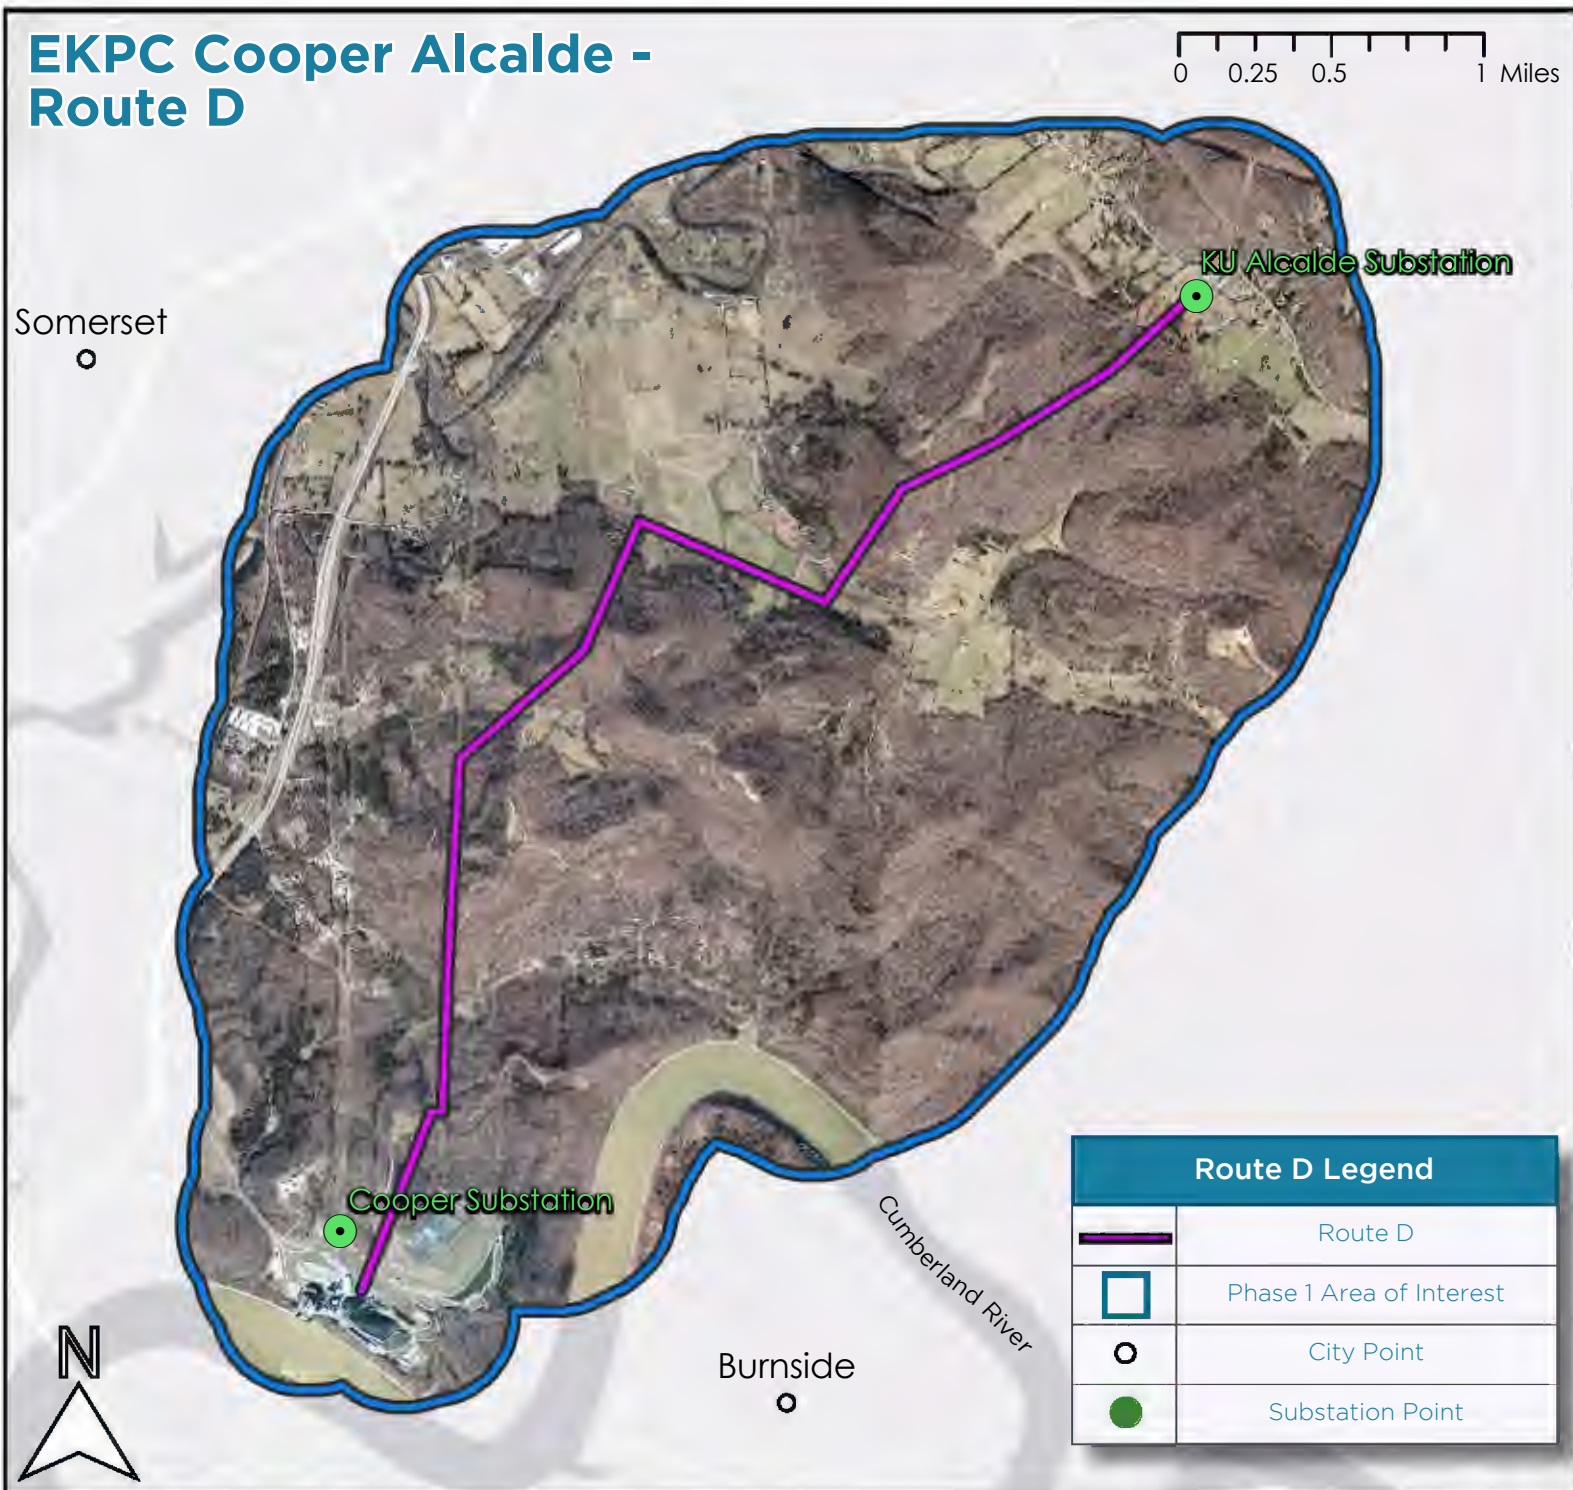 EKPC Cooper Alcalde -
Route D
0 0.25 0.5 1 Miles
KU Alcalde Substation
Somerset
Cooper Substation
Cumberland River
Burnside
N
Route D Legend
Route D
Phase 1 Area of Interest
City Point
Substation Point